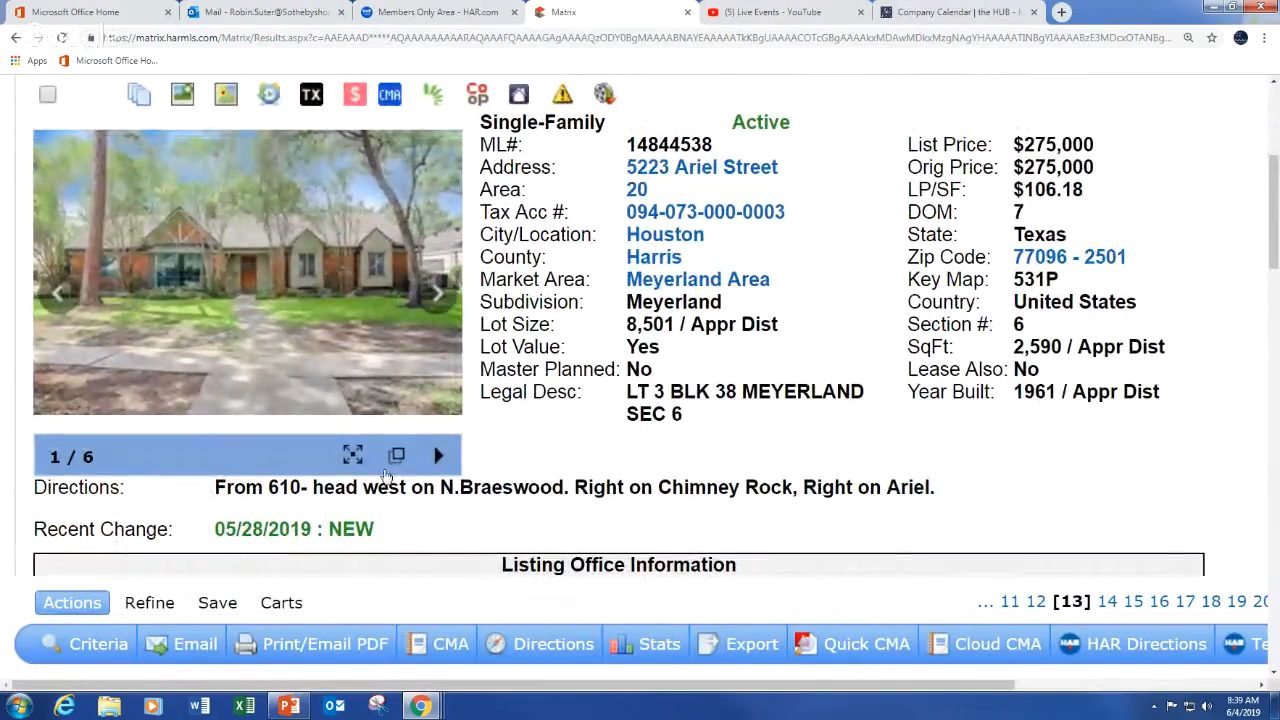 Microsoft Office Home
Mail - Robin.Suter@Sothebyshom
Members Only Area - HAR.com
Matrix
(5) Live Events - YouTube
Company Calendar | the HUB - M
Apps
Microsoft Office Ho...
TX
$
CMA
Co op
Single-Family Active
ML#: 14844538 List Price: $275,000
Address: 5223 Ariel Street Orig Price: $275,000
Area: 20 LP/SF: $106.18
Tax Acc #: 094-073-000-0003 DOM: 7
City/Location: Houston State: Texas
County: Harris Zip Code: 77096 - 2501
Market Area: Meyerland Area Key Map: 531P
Subdivision: Meyerland Country: United States
Lot Size: 8,501 / Appr Dist Section #: 6
Lot Value: Yes SqFt: 2,590 / Appr Dist
Master Planned: No Lease Also: No
Legal Desc: LT 3 BLK 38 MEYERLAND Year Built: 1961 / Appr Dist
SEC 6
1 / 6
Directions: From 610- head west on N.Braeswood. Right on Chimney Rock, Right on Ariel.
Recent Change: 05/28/2019 : NEW
Listing Office Information
Actions Refine Save Carts ... 11 12 [13] 14 15 16 17 18 19 20
Criteria Email Print/Email PDF CMA Directions Stats Export Quick CMA Cloud CMA HAR Directions Te
8:39 AM
6/4/2019